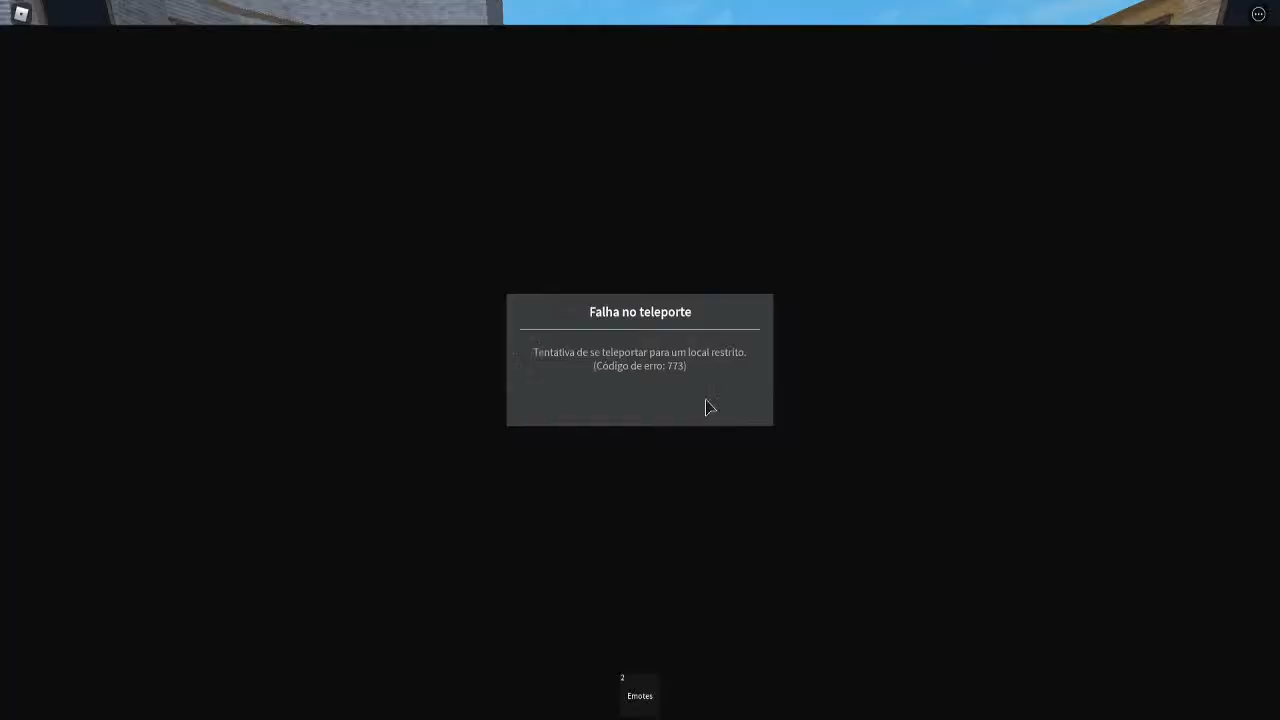 Falha no teleporte
Tentativa de se teleportar para um local restrito.
(Código de erro: 773)
2
Emotes